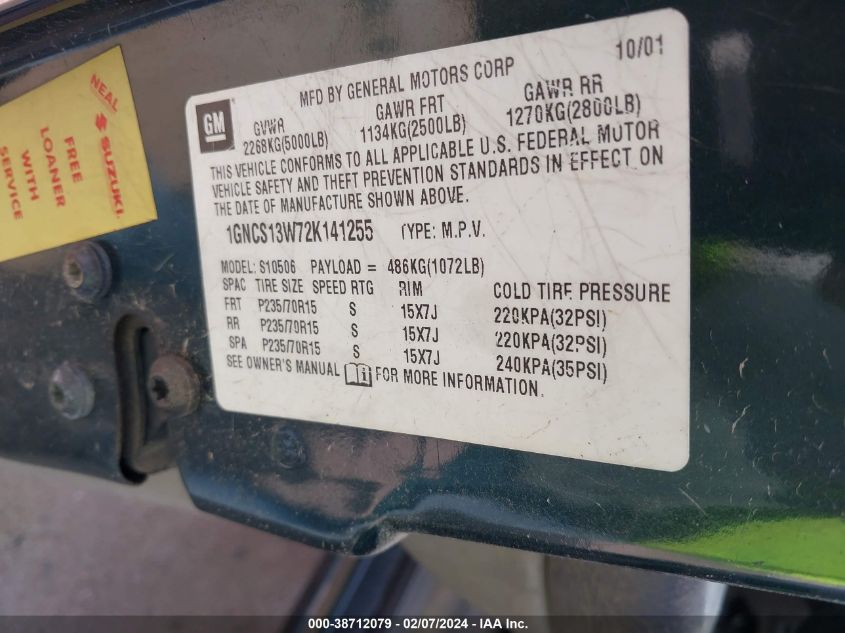 10/01
MFD BY GENERAL MOTORS CORP
GM
GVWR GAWR FRT GAWR RR
2268KG(5000LB) 1134KG(2500LB) 1270KG(2800LB)
THIS VEHICLE CONFORMS TO ALL APPLICABLE U.S. FEDERAL MOTOR
VEHICLE SAFETY AND THEFT PREVENTION STANDARDS IN EFFECT ON
THE DATE OF MANUFACTURE SHOWN ABOVE.
1GNCS13W72K141255 TYPE: M.P.V.
MODEL: S10506 PAYLOAD = 486KG(1072LB)
SPAC TIRE SIZE SPEED RTG RIM COLD TIRE PRESSURE
FRT P235/70R15 S 15X7J 220KPA(32PSI)
RR P235/70R15 S 15X7J 220KPA(32PSI)
SPA P235/70R15 S 15X7J 240KPA(35PSI)
SEE OWNER'S MANUAL FOR MORE INFORMATION.
NEAL
SUZUKI
FREE
LOANER
WITH
SERVICE
000-38712079 - 02/07/2024 - IAA Inc.